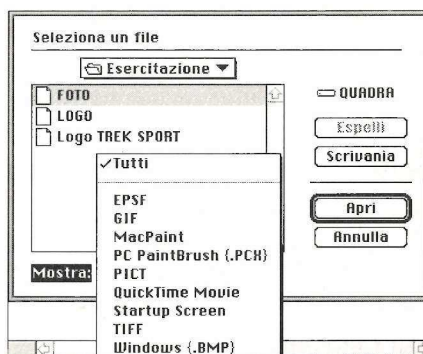 Seleziona un file
Esercitazione
FOTO
LOGO
Logo TREK SPORT
QUADRA
Espelli
Scrivania
Apri
Annulla
Mostra:
✓Tutti
EPSF
GIF
MacPaint
PC PaintBrush {.PCX}
PICT
QuickTime Movie
Startup Screen
TIFF
Windows {.BMP}